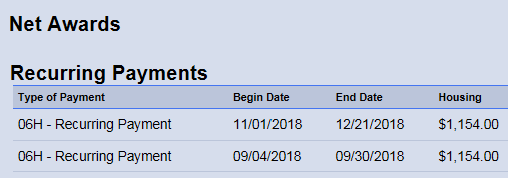 Net Awards
Recurring Payments
Type of Payment Begin Date End Date Housing
06H - Recurring Payment 11/01/2018 12/21/2018 $1,154.00
06H - Recurring Payment 09/04/2018 09/30/2018 $1,154.00